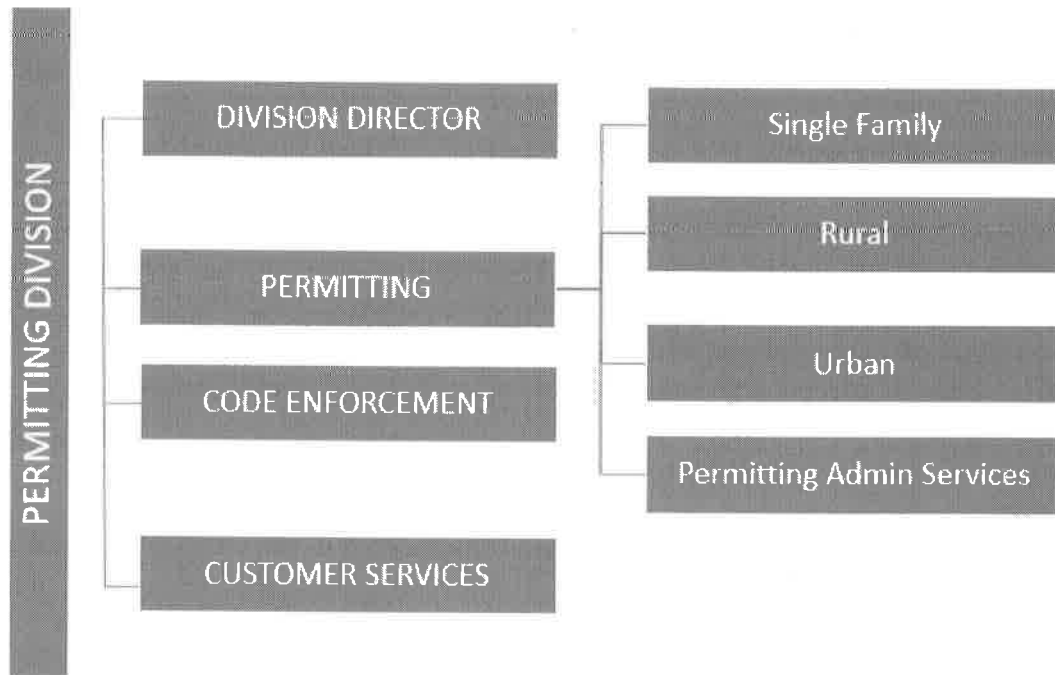 PERMITTING DIVISION
DIVISION DIRECTOR
PERMITTING
CODE ENFORCEMENT
CUSTOMER SERVICES
Single Family
Rural
Urban
Permitting Admin Services